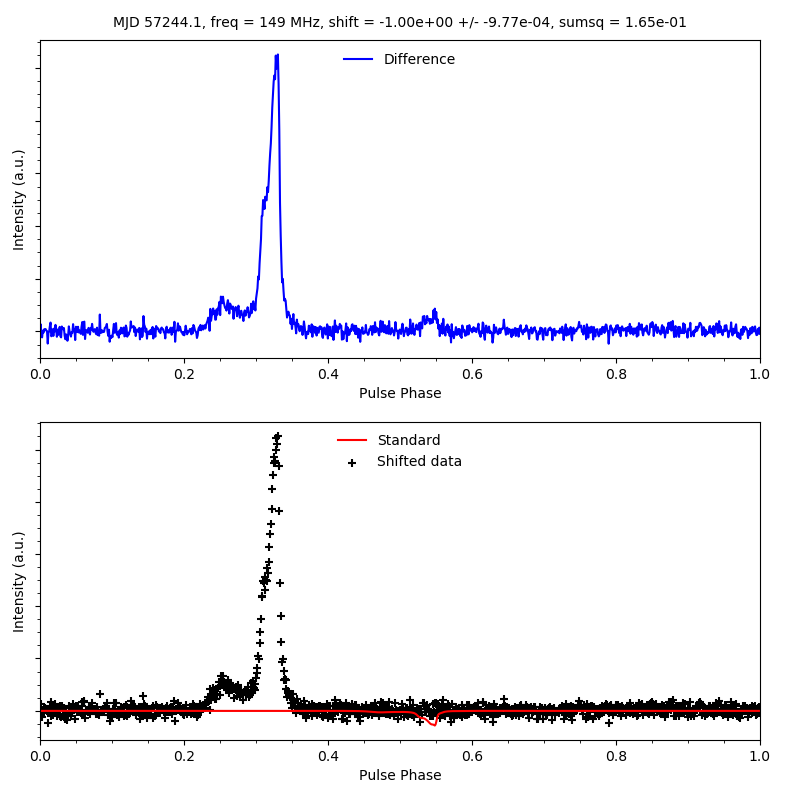 MJD 57244.1, freq = 149 MHz, shift = -1.00e+00 +/- -9.77e-04, sumsq = 1.65e-01
Difference
Intensity (a.u.)
0.0 0.2 0.4 0.6 0.8 1.0
Pulse Phase
Standard
Shifted data
Intensity (a.u.)
0.0 0.2 0.4 0.6 0.8 1.0
Pulse Phase